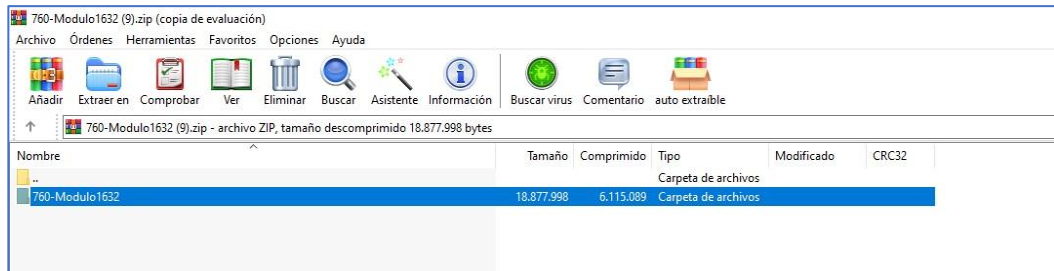 760-Modulo1632 (9).zip (copia de evaluación)
Archivo Órdenes Herramientas Favoritos Opciones Ayuda
Añadir Extraer en Comprobar Ver Eliminar Buscar Asistente Información Buscar virus Comentario auto extraíble
760-Modulo1632 (9).zip - archivo ZIP, tamaño descomprimido 18.877.998 bytes
Nombre Tamaño Comprimido Tipo Modificado CRC32
.. Carpeta de archivos
760-Modulo1632 18.877.998 6.115.089 Carpeta de archivos